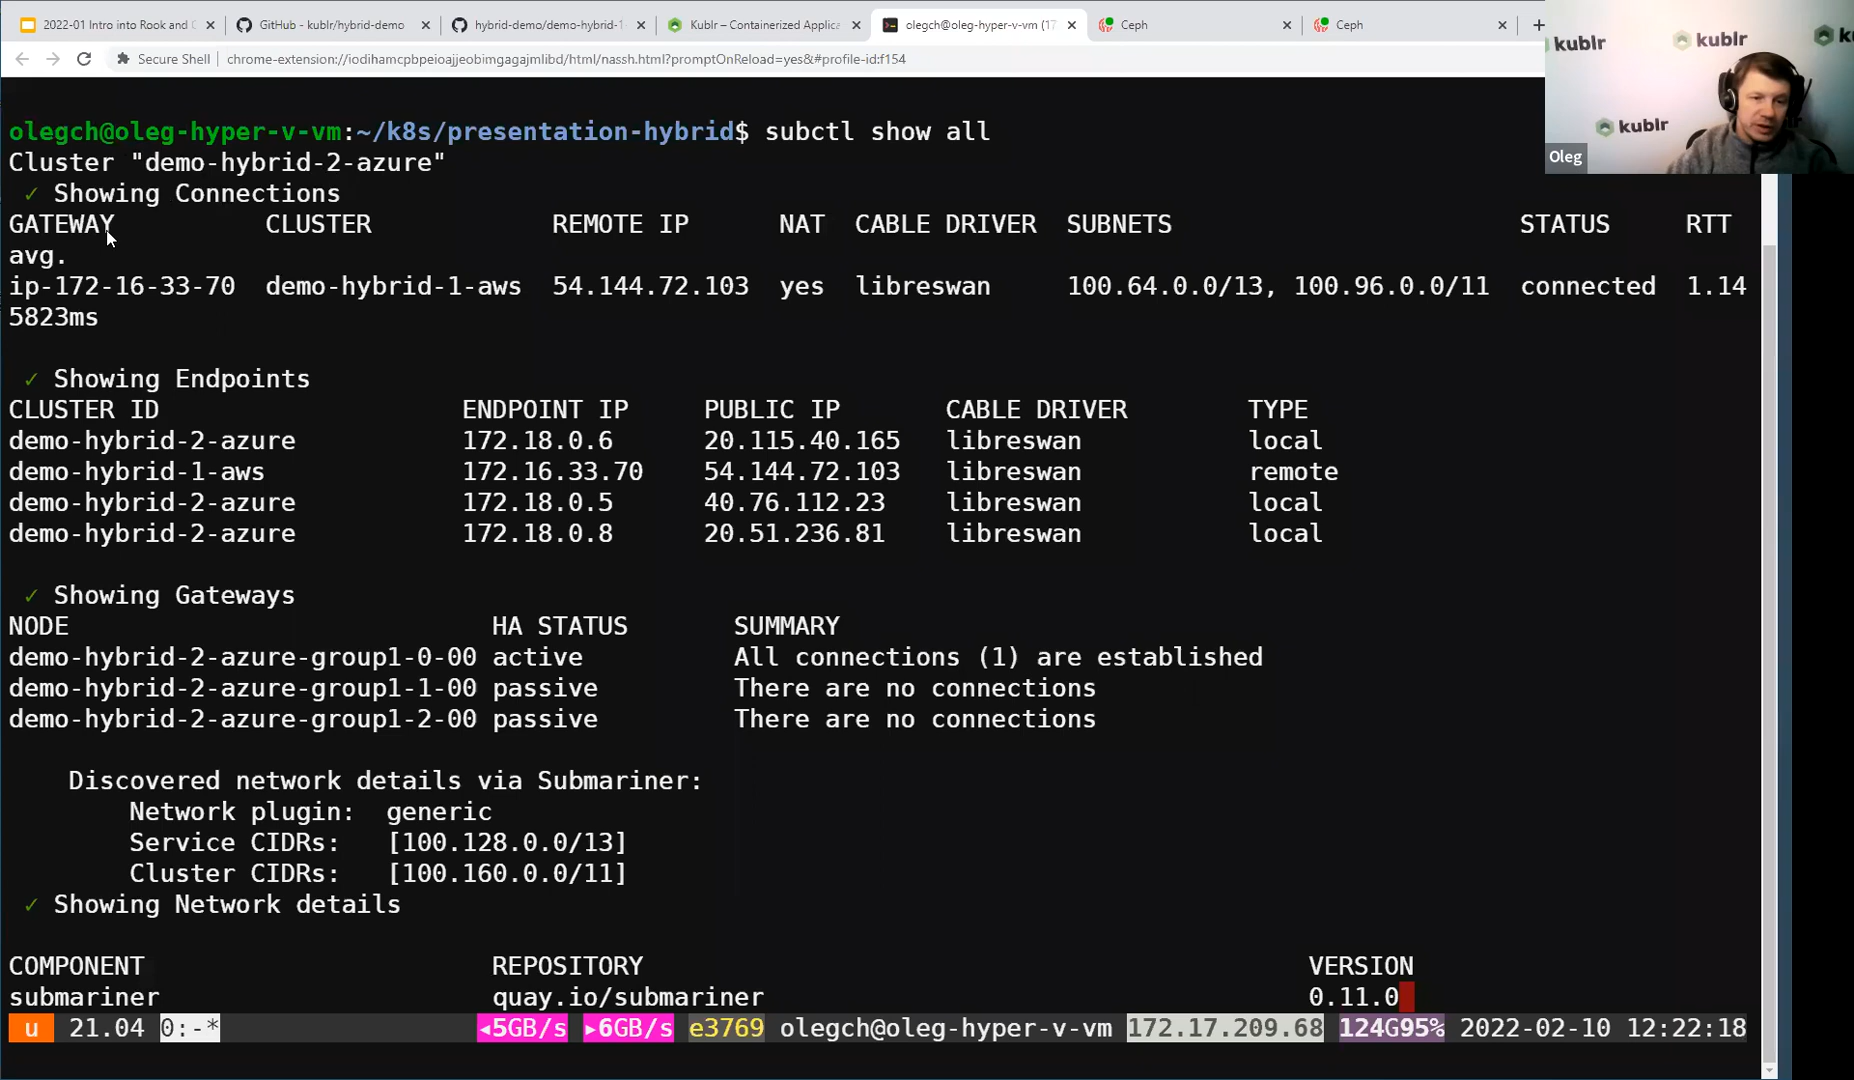 2022-01 Intro into Rook and C
GitHub - kublr/hybrid-demo
hybrid-demo/demo-hybrid-1
Kublr – Containerized Applica
olegch@oleg-hyper-v-vm (17
Ceph
Ceph
Secure Shell
chrome-extension://iodihamcpbpeioajjeobimgagajmlibd/html/nassh.html?promptOnReload=yes&#profile-id:f154
kublr
kublr
kublr
Oleg
olegch@oleg-hyper-v-vm:~/k8s/presentation-hybrid$ subctl show all
Cluster "demo-hybrid-2-azure"
✓ Showing Connections
GATEWAY CLUSTER REMOTE IP NAT CABLE DRIVER SUBNETS STATUS RTT
avg.
ip-172-16-33-70 demo-hybrid-1-aws 54.144.72.103 yes libreswan 100.64.0.0/13, 100.96.0.0/11 connected 1.14
5823ms
✓ Showing Endpoints
CLUSTER ID ENDPOINT IP PUBLIC IP CABLE DRIVER TYPE
demo-hybrid-2-azure 172.18.0.6 20.115.40.165 libreswan local
demo-hybrid-1-aws 172.16.33.70 54.144.72.103 libreswan remote
demo-hybrid-2-azure 172.18.0.5 40.76.112.23 libreswan local
demo-hybrid-2-azure 172.18.0.8 20.51.236.81 libreswan local
✓ Showing Gateways
NODE HA STATUS SUMMARY
demo-hybrid-2-azure-group1-0-00 active All connections (1) are established
demo-hybrid-2-azure-group1-1-00 passive There are no connections
demo-hybrid-2-azure-group1-2-00 passive There are no connections
Discovered network details via Submariner:
Network plugin: generic
Service CIDRs: [100.128.0.0/13]
Cluster CIDRs: [100.160.0.0/11]
✓ Showing Network details
COMPONENT REPOSITORY VERSION
submariner quay.io/submariner 0.11.0
u 21.04 0:-* ◂5GB/s ▸6GB/s e3769 olegch@oleg-hyper-v-vm 172.17.209.68 124G95% 2022-02-10 12:22:18